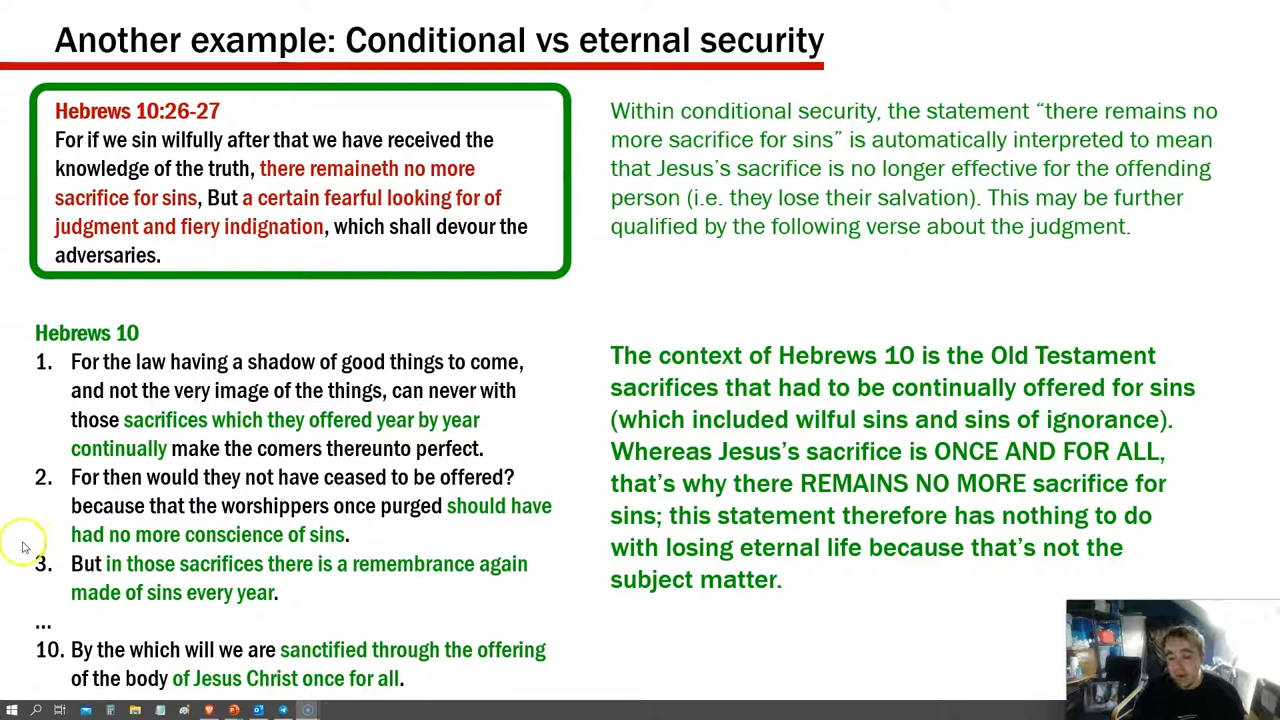 Another example: Conditional vs eternal security
Hebrews 10:26-27
For if we sin wilfully after that we have received the
knowledge of the truth, there remaineth no more
sacrifice for sins, But a certain fearful looking for of
judgment and fiery indignation, which shall devour the
adversaries.
Within conditional security, the statement “there remains no
more sacrifice for sins” is automatically interpreted to mean
that Jesus’s sacrifice is no longer effective for the offending
person (i.e. they lose their salvation). This may be further
qualified by the following verse about the judgment.
Hebrews 10
1. For the law having a shadow of good things to come,
and not the very image of the things, can never with
those sacrifices which they offered year by year
continually make the comers thereunto perfect.
2. For then would they not have ceased to be offered?
because that the worshippers once purged should have
had no more conscience of sins.
3. But in those sacrifices there is a remembrance again
made of sins every year.
...
10. By the which will we are sanctified through the offering
of the body of Jesus Christ once for all.
The context of Hebrews 10 is the Old Testament
sacrifices that had to be continually offered for sins
(which included wilful sins and sins of ignorance).
Whereas Jesus’s sacrifice is ONCE AND FOR ALL,
that’s why there REMAINS NO MORE sacrifice for
sins; this statement therefore has nothing to do
with losing eternal life because that’s not the
subject matter.